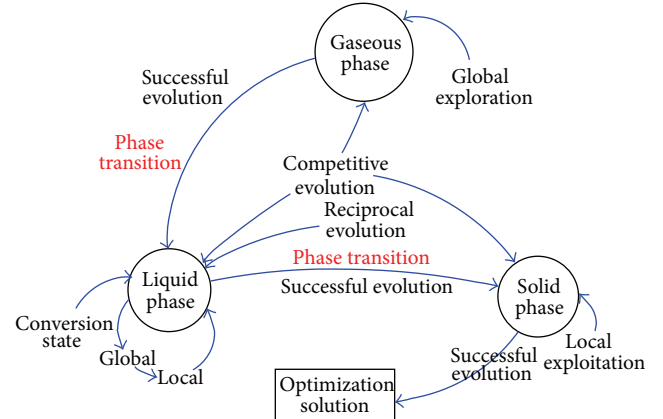 Gaseous
phase
Successful
evolution
Global
exploration
Phase
transition
Competitive
evolution
Reciprocal
evolution
Phase transition
Successful evolution
Liquid
phase
Solid
phase
Conversion
state
Global
Local
Successful
evolution
Local
exploitation
Optimization
solution